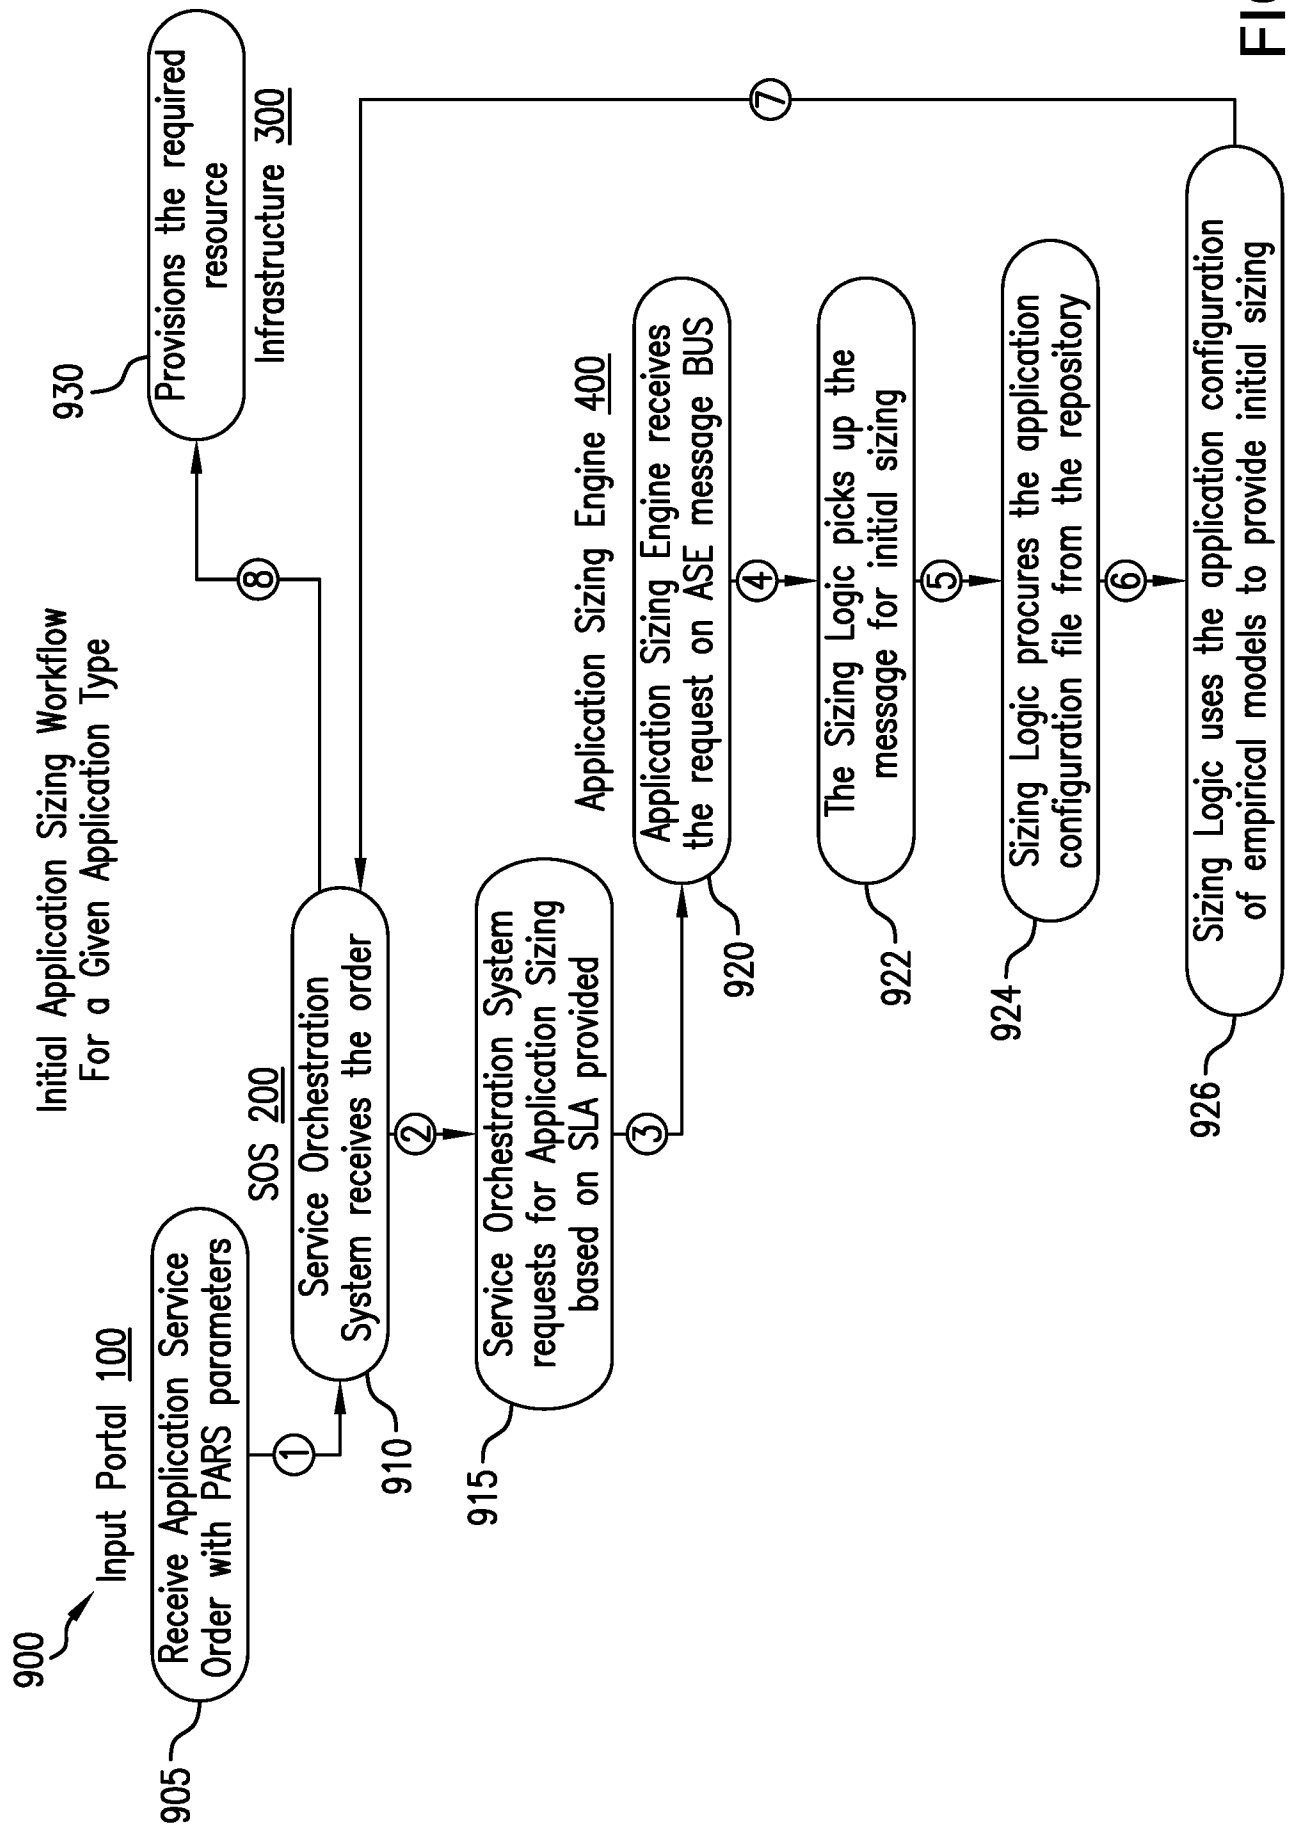 Initial Application Sizing Workflow
For a Given Application Type
900
Input Portal 100
905
Receive Application Service
Order with PARS parameters
1
SOS 200
910
Service Orchestration
System receives the order
2
915
Service Orchestration System
requests for Application Sizing
based on SLA provided
3
Application Sizing Engine 400
920
Application Sizing Engine receives
the request on ASE message BUS
4
922
The Sizing Logic picks up the
message for initial sizing
5
924
Sizing Logic procures the application
configuration file from the repository
6
926
Sizing Logic uses the application configuration
of empirical models to provide initial sizing
7
8
930
Provisions the required
resource
Infrastructure 300